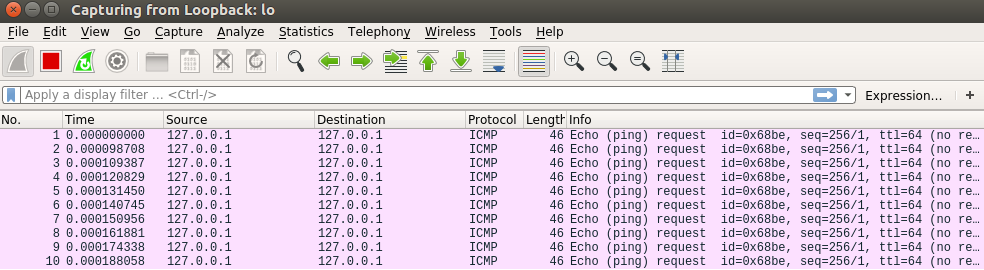 Capturing from Loopback: lo
File Edit View Go Capture Analyze Statistics Telephony Wireless Tools Help
Apply a display filter ... <Ctrl-/> Expression... +
No. Time Source Destination Protocol Length Info
1 0.000000000 127.0.0.1 127.0.0.1 ICMP 46 Echo (ping) request id=0x68be, seq=256/1, ttl=64 (no re...
2 0.000098708 127.0.0.1 127.0.0.1 ICMP 46 Echo (ping) request id=0x68be, seq=256/1, ttl=64 (no re...
3 0.000109387 127.0.0.1 127.0.0.1 ICMP 46 Echo (ping) request id=0x68be, seq=256/1, ttl=64 (no re...
4 0.000120829 127.0.0.1 127.0.0.1 ICMP 46 Echo (ping) request id=0x68be, seq=256/1, ttl=64 (no re...
5 0.000131450 127.0.0.1 127.0.0.1 ICMP 46 Echo (ping) request id=0x68be, seq=256/1, ttl=64 (no re...
6 0.000140745 127.0.0.1 127.0.0.1 ICMP 46 Echo (ping) request id=0x68be, seq=256/1, ttl=64 (no re...
7 0.000150956 127.0.0.1 127.0.0.1 ICMP 46 Echo (ping) request id=0x68be, seq=256/1, ttl=64 (no re...
8 0.000161881 127.0.0.1 127.0.0.1 ICMP 46 Echo (ping) request id=0x68be, seq=256/1, ttl=64 (no re...
9 0.000174338 127.0.0.1 127.0.0.1 ICMP 46 Echo (ping) request id=0x68be, seq=256/1, ttl=64 (no re...
10 0.000188058 127.0.0.1 127.0.0.1 ICMP 46 Echo (ping) request id=0x68be, seq=256/1, ttl=64 (no re...